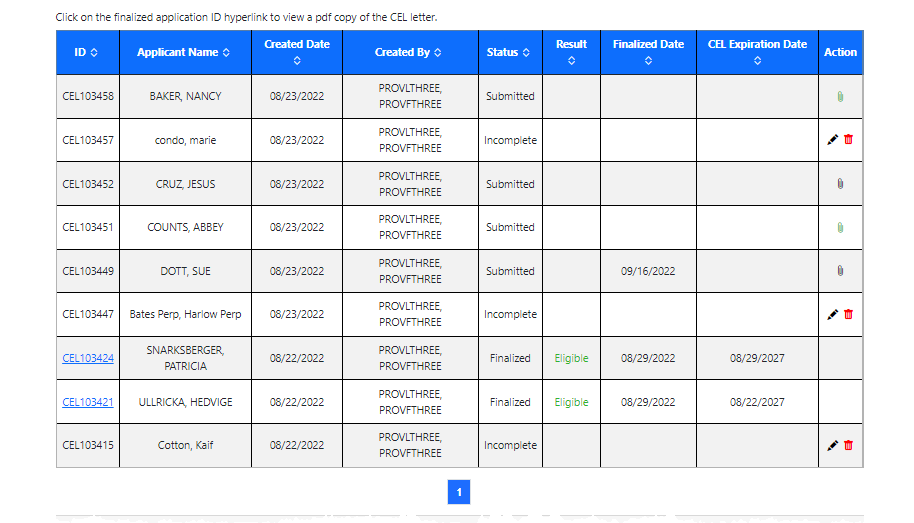 Click on the finalized application ID hyperlink to view a pdf copy of the CEL letter.
ID Applicant Name Created Date Created By Status Result Finalized Date CEL Expiration Date Action
CEL103458 BAKER, NANCY 08/23/2022 PROVLTHREE, PROVFTHREE Submitted
CEL103457 condo, marie 08/23/2022 PROVLTHREE, PROVFTHREE Incomplete
CEL103452 CRUZ, JESUS 08/23/2022 PROVLTHREE, PROVFTHREE Submitted
CEL103451 COUNTS, ABBEY 08/23/2022 PROVLTHREE, PROVFTHREE Submitted
CEL103449 DOTT, SUE 08/23/2022 PROVLTHREE, PROVFTHREE Submitted 09/16/2022
CEL103447 Bates Perp, Harlow Perp 08/23/2022 PROVLTHREE, PROVFTHREE Incomplete
CEL103424 SNARKSBERGER, PATRICIA 08/22/2022 PROVLTHREE, PROVFTHREE Finalized Eligible 08/29/2022 08/29/2027
CEL103421 ULLRICKA, HEDVIGE 08/22/2022 PROVLTHREE, PROVFTHREE Finalized Eligible 08/29/2022 08/22/2027
CEL103415 Cotton, Kaif 08/22/2022 PROVLTHREE, PROVFTHREE Incomplete
1